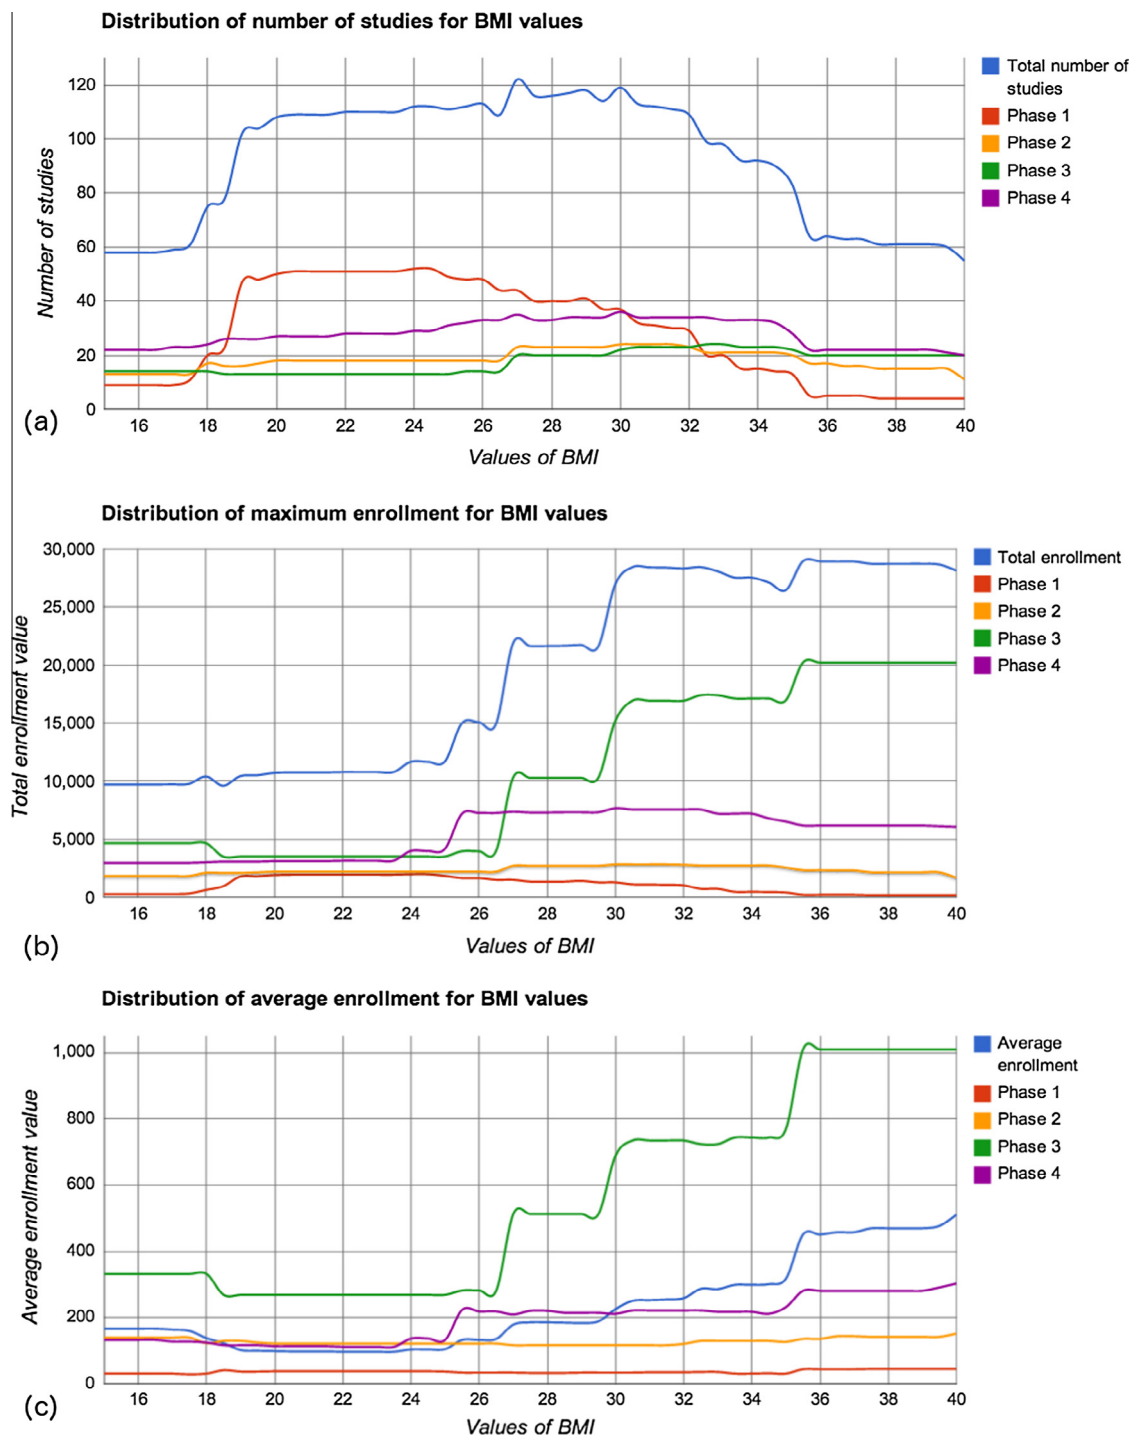 Distribution of number of studies for BMI values
120
100
80
60
40
20
0
Number of studies
16 18 20 22 24 26 28 30 32 34 36 38 40
Values of BMI
Total number of
studies
Phase 1
Phase 2
Phase 3
Phase 4
(a)
Distribution of maximum enrollment for BMI values
30,000
25,000
20,000
15,000
10,000
5,000
0
Total enrollment value
16 18 20 22 24 26 28 30 32 34 36 38 40
Values of BMI
Total enrollment
Phase 1
Phase 2
Phase 3
Phase 4
(b)
Distribution of average enrollment for BMI values
1,000
800
600
400
200
0
Average enrollment value
16 18 20 22 24 26 28 30 32 34 36 38 40
Values of BMI
Average
enrollment
Phase 1
Phase 2
Phase 3
Phase 4
(c)